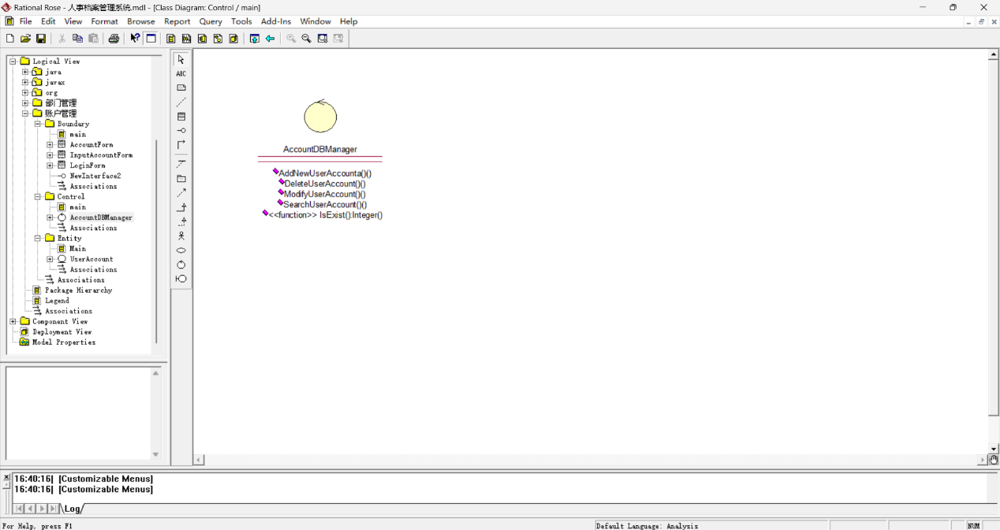 Rational Rose - 人事档案管理系统.mdl - [Class Diagram: Control / main]
File Edit View Format Browse Report Query Tools Add-Ins Window Help
Logical View
java
javax
org
部门管理
账户管理
Boundary
main
AccountForm
InputAccountForm
LoginForm
NewInterface2
Associations
Control
main
AccountDBManager
Associations
Entity
Main
UserAccount
Associations
Associations
Package Hierarchy
Legend
Associations
Component View
Deployment View
Model Properties
ABC
AccountDBManager
AddNewUserAccounta()()
DeleteUserAccount()()
ModifyUserAccount()()
SearchUserAccount()()
<<function>> IsExist():Integer()
16:40:16| [Customizable Menus]
16:40:16| [Customizable Menus]
Log
For Help, press F1
Default Language: Analysis
NUM